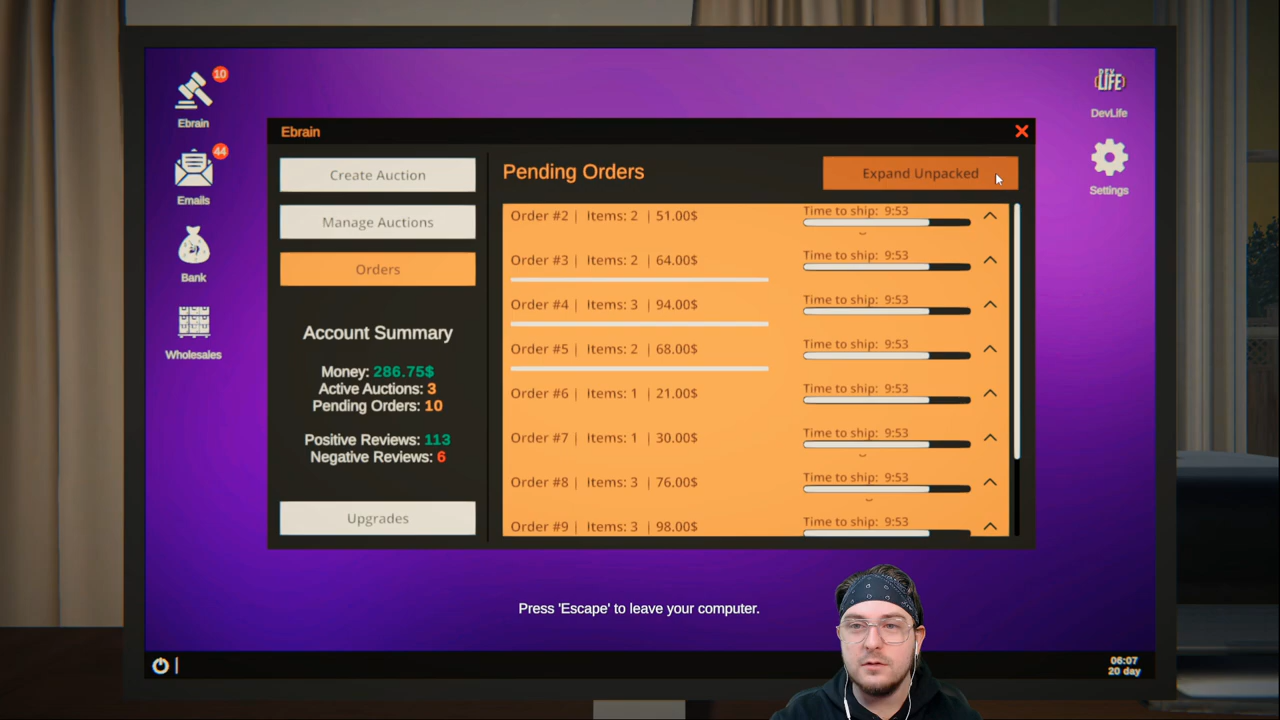 10
Ebrain
44
Emails
Bank
Wholesales
DEV
LIFE
DevLife
Settings
Ebrain
Create Auction
Manage Auctions
Orders
Account Summary
Money: 286.75$
Active Auctions: 3
Pending Orders: 10
Positive Reviews: 113
Negative Reviews: 6
Upgrades
Pending Orders
Expand Unpacked
Order #2 | Items: 2 | 51.00$ Time to ship: 9:53
Order #3 | Items: 2 | 64.00$ Time to ship: 9:53
Order #4 | Items: 3 | 94.00$ Time to ship: 9:53
Order #5 | Items: 2 | 68.00$ Time to ship: 9:53
Order #6 | Items: 1 | 21.00$ Time to ship: 9:53
Order #7 | Items: 1 | 30.00$ Time to ship: 9:53
Order #8 | Items: 3 | 76.00$ Time to ship: 9:53
Order #9 | Items: 3 | 98.00$ Time to ship: 9:53
Press 'Escape' to leave your computer.
06:07
20 day